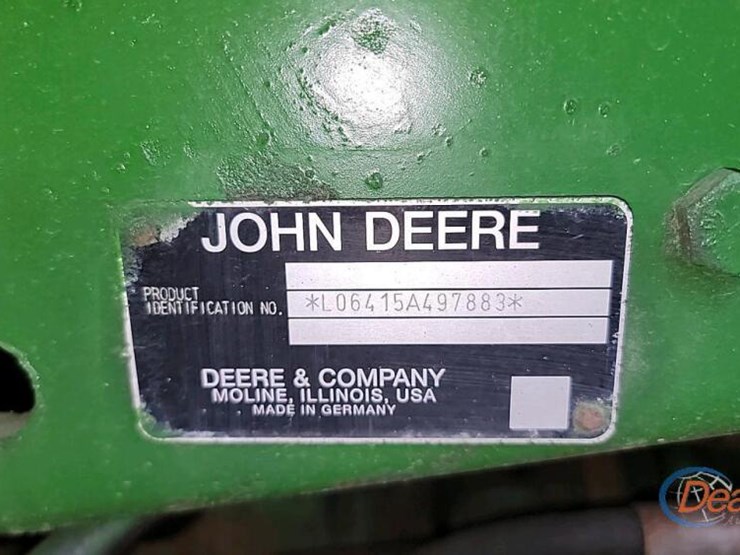 JOHN DEERE
PRODUCT
IDENTIFICATION NO.
*L06415A497883*
DEERE & COMPANY
MOLINE, ILLINOIS, USA
MADE IN GERMANY